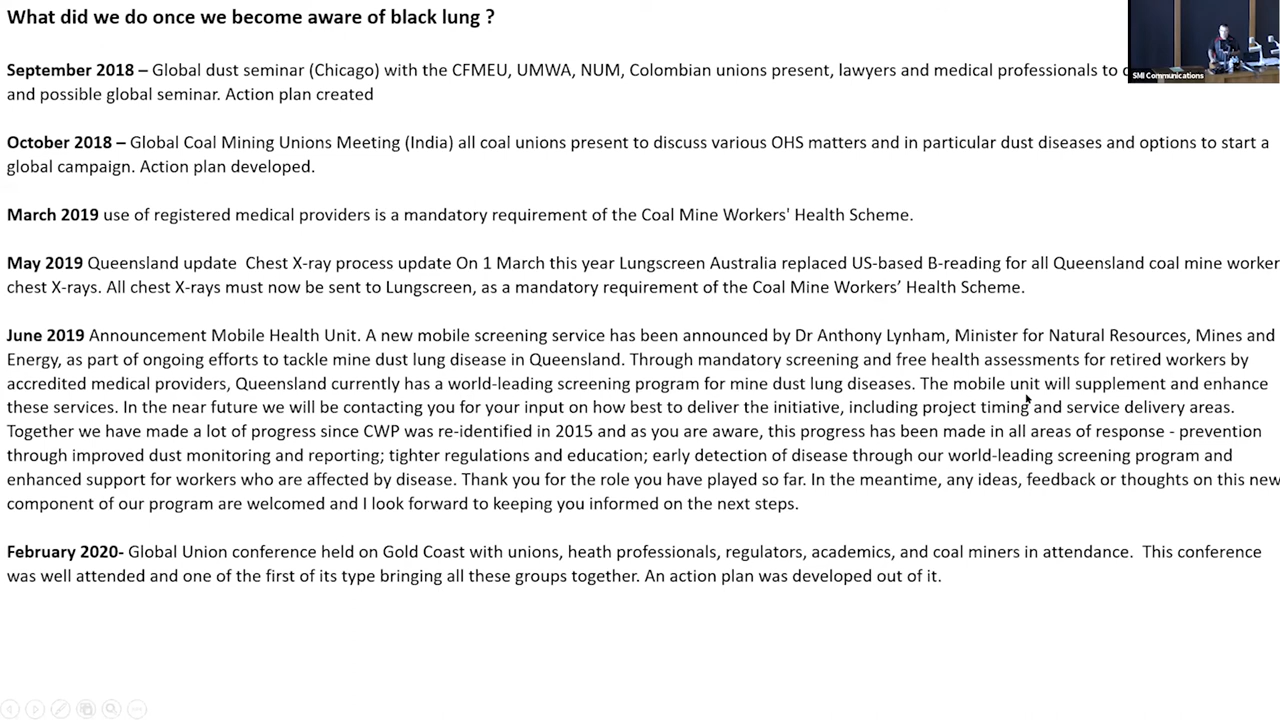 What did we do once we become aware of black lung ?
September 2018 – Global dust seminar (Chicago) with the CFMEU, UMWA, NUM, Colombian unions present, lawyers and medical professionals to
and possible global seminar. Action plan created
October 2018 – Global Coal Mining Unions Meeting (India) all coal unions present to discuss various OHS matters and in particular dust diseases and options to start a
global campaign. Action plan developed.
March 2019 use of registered medical providers is a mandatory requirement of the Coal Mine Workers' Health Scheme.
May 2019 Queensland update  Chest X-ray process update On 1 March this year Lungscreen Australia replaced US-based B-reading for all Queensland coal mine worker
chest X-rays. All chest X-rays must now be sent to Lungscreen, as a mandatory requirement of the Coal Mine Workers’ Health Scheme.
June 2019 Announcement Mobile Health Unit. A new mobile screening service has been announced by Dr Anthony Lynham, Minister for Natural Resources, Mines and
Energy, as part of ongoing efforts to tackle mine dust lung disease in Queensland. Through mandatory screening and free health assessments for retired workers by
accredited medical providers, Queensland currently has a world-leading screening program for mine dust lung diseases. The mobile unit will supplement and enhance
these services. In the near future we will be contacting you for your input on how best to deliver the initiative, including project timing and service delivery areas.
Together we have made a lot of progress since CWP was re-identified in 2015 and as you are aware, this progress has been made in all areas of response - prevention
through improved dust monitoring and reporting; tighter regulations and education; early detection of disease through our world-leading screening program and
enhanced support for workers who are affected by disease. Thank you for the role you have played so far. In the meantime, any ideas, feedback or thoughts on this new
component of our program are welcomed and I look forward to keeping you informed on the next steps.
February 2020- Global Union conference held on Gold Coast with unions, heath professionals, regulators, academics, and coal miners in attendance.  This conference
was well attended and one of the first of its type bringing all these groups together. An action plan was developed out of it.
SMI Communications